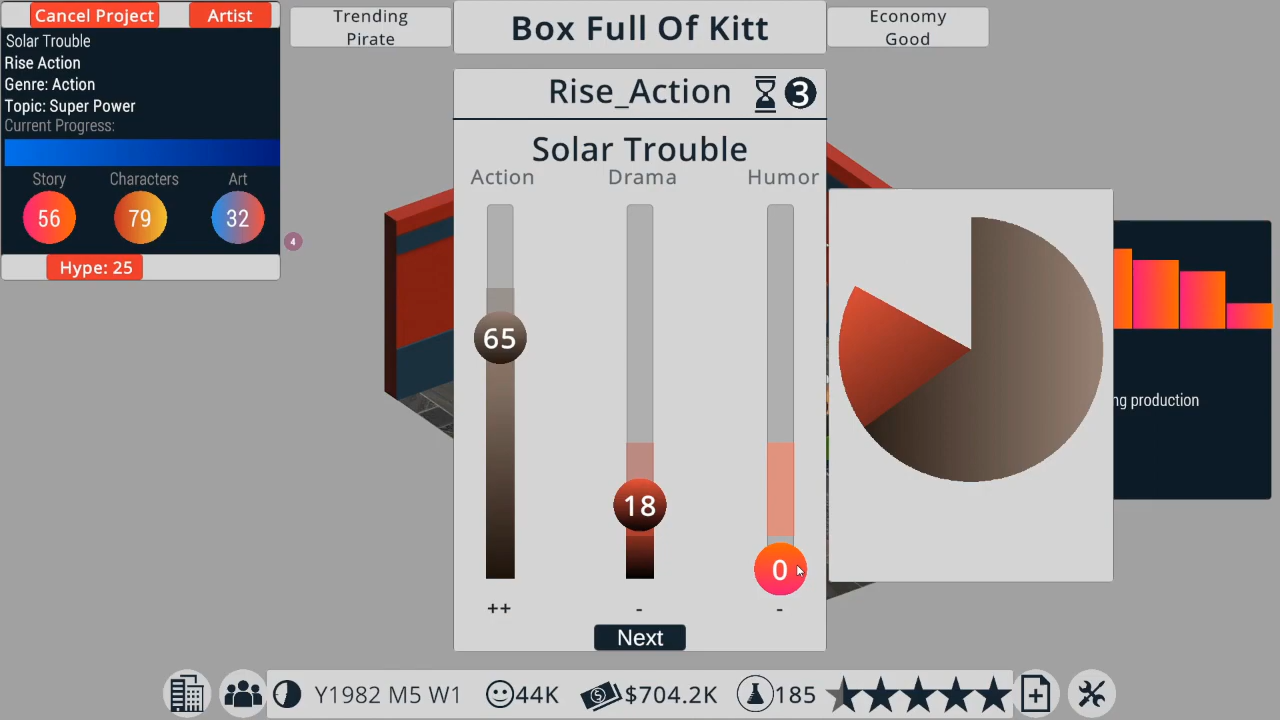 Cancel Project
Artist
Solar Trouble
Rise Action
Genre: Action
Topic: Super Power
Current Progress:
Story
Characters
Art
56
79
32
4
Hype: 25
Trending
Pirate
Box Full Of Kitt
Economy
Good
Rise_Action
3
Solar Trouble
Action
Drama
Humor
65
18
0
++
-
-
Next
ng production
Y1982 M5 W1
44K
$704.2K
185